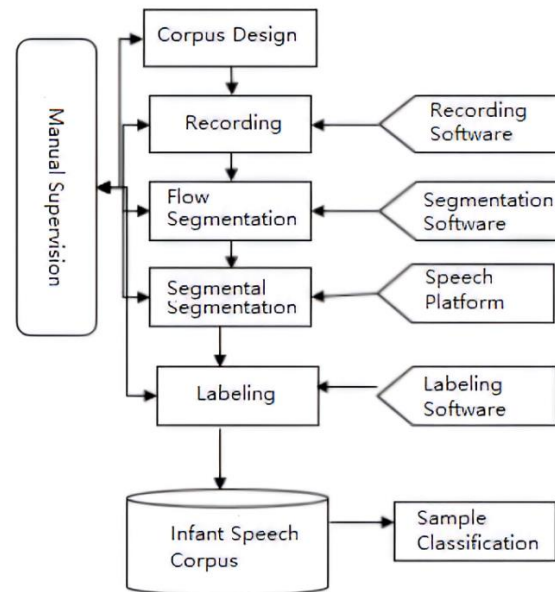 Corpus Design
Manual Supervision
Recording
Recording
Software
Flow
Segmentation
Segmentation
Software
Segmental
Segmentation
Speech
Platform
Labeling
Labeling
Software
Infant Speech
Corpus
Sample
Classification